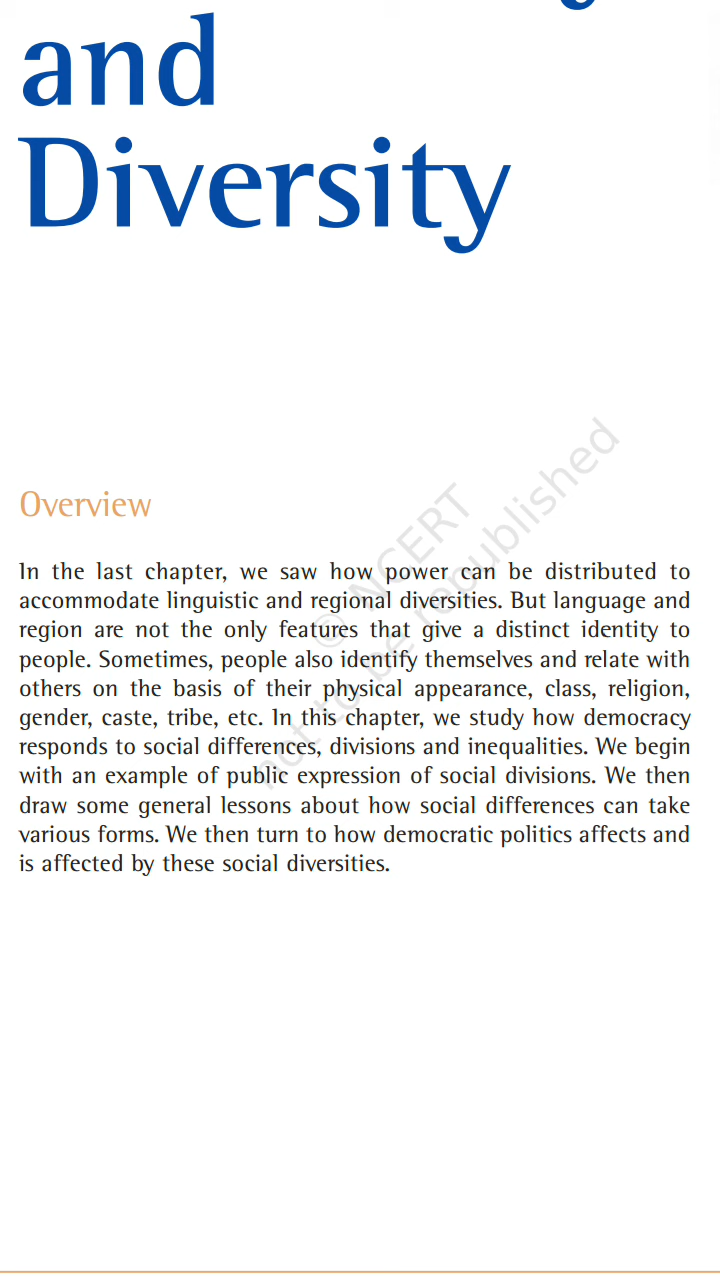 and
Diversity
Overview
In the last chapter, we saw how power can be distributed to
accommodate linguistic and regional diversities. But language and
region are not the only features that give a distinct identity to
people. Sometimes, people also identify themselves and relate with
others on the basis of their physical appearance, class, religion,
gender, caste, tribe, etc. In this chapter, we study how democracy
responds to social differences, divisions and inequalities. We begin
with an example of public expression of social divisions. We then
draw some general lessons about how social differences can take
various forms. We then turn to how democratic politics affects and
is affected by these social diversities.
© NCERT
not to be republished